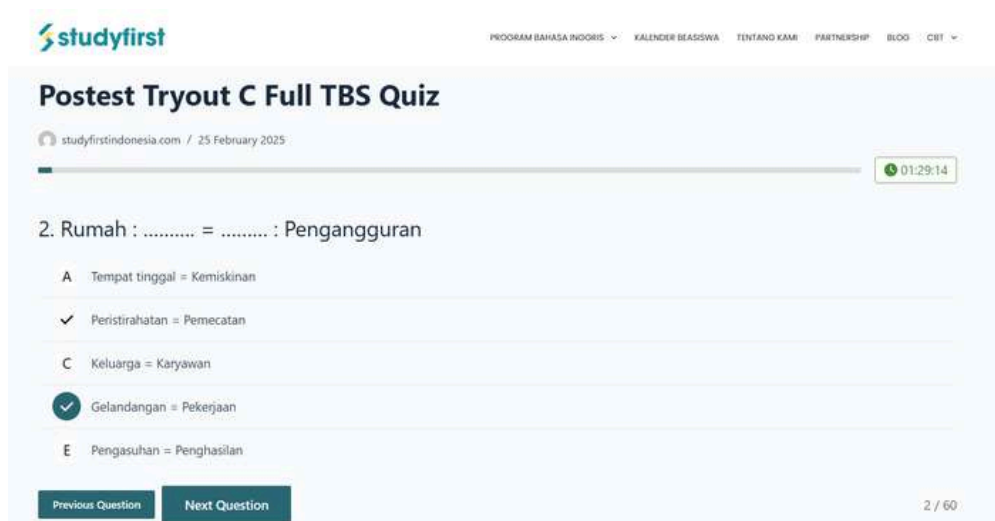 studyfirst
PROGRAM BAHASA INGGRIS KALENDER BEASISWA TENTANG KAMI PARTNERSHIP BLOG CBT
Postest Tryout C Full TBS Quiz
studyfirstindonesia.com / 25 February 2025
01:29:14
2. Rumah : .......... = ......... : Pengangguran
A Tempat tinggal = Kemiskinan
Peristirahatan = Pemecatan
C Keluarga = Karyawan
Gelandangan = Pekerjaan
E Pengasuhan = Penghasilan
Previous Question Next Question 2 / 60